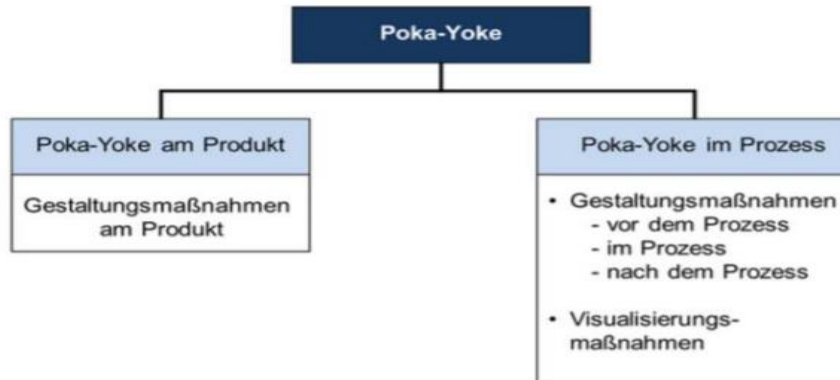 Poka-Yoke
Poka-Yoke am Produkt
Gestaltungsmaßnahmen
am Produkt
Poka-Yoke im Prozess
• Gestaltungsmaßnahmen
- vor dem Prozess
- im Prozess
- nach dem Prozess
• Visualisierungs-
maßnahmen